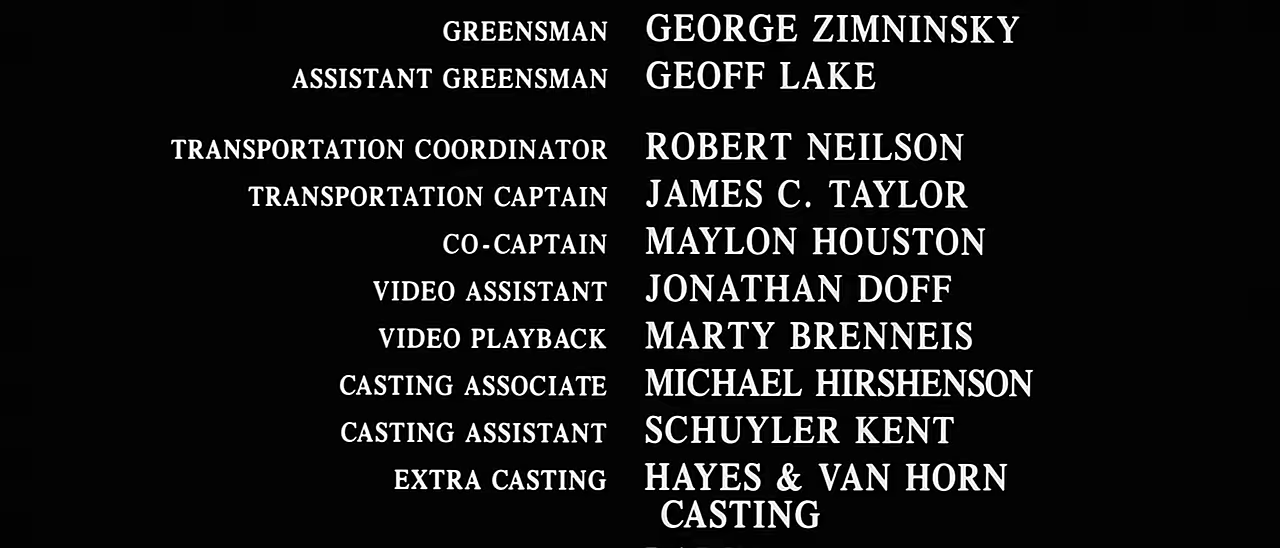 GREENSMAN GEORGE ZIMNINSKY
ASSISTANT GREENSMAN GEOFF LAKE
TRANSPORTATION COORDINATOR ROBERT NEILSON
TRANSPORTATION CAPTAIN JAMES C. TAYLOR
CO-CAPTAIN MAYLON HOUSTON
VIDEO ASSISTANT JONATHAN DOFF
VIDEO PLAYBACK MARTY BRENNEIS
CASTING ASSOCIATE MICHAEL HIRSHENSON
CASTING ASSISTANT SCHUYLER KENT
EXTRA CASTING HAYES & VAN HORN
CASTING